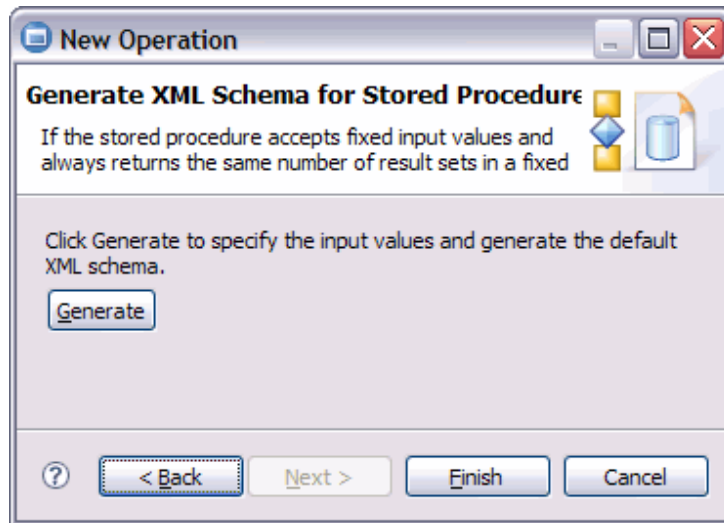 New Operation
Generate XML Schema for Stored Procedure
If the stored procedure accepts fixed input values and
always returns the same number of result sets in a fixed
Click Generate to specify the input values and generate the default
XML schema.
Generate
? < Back Next > Finish Cancel